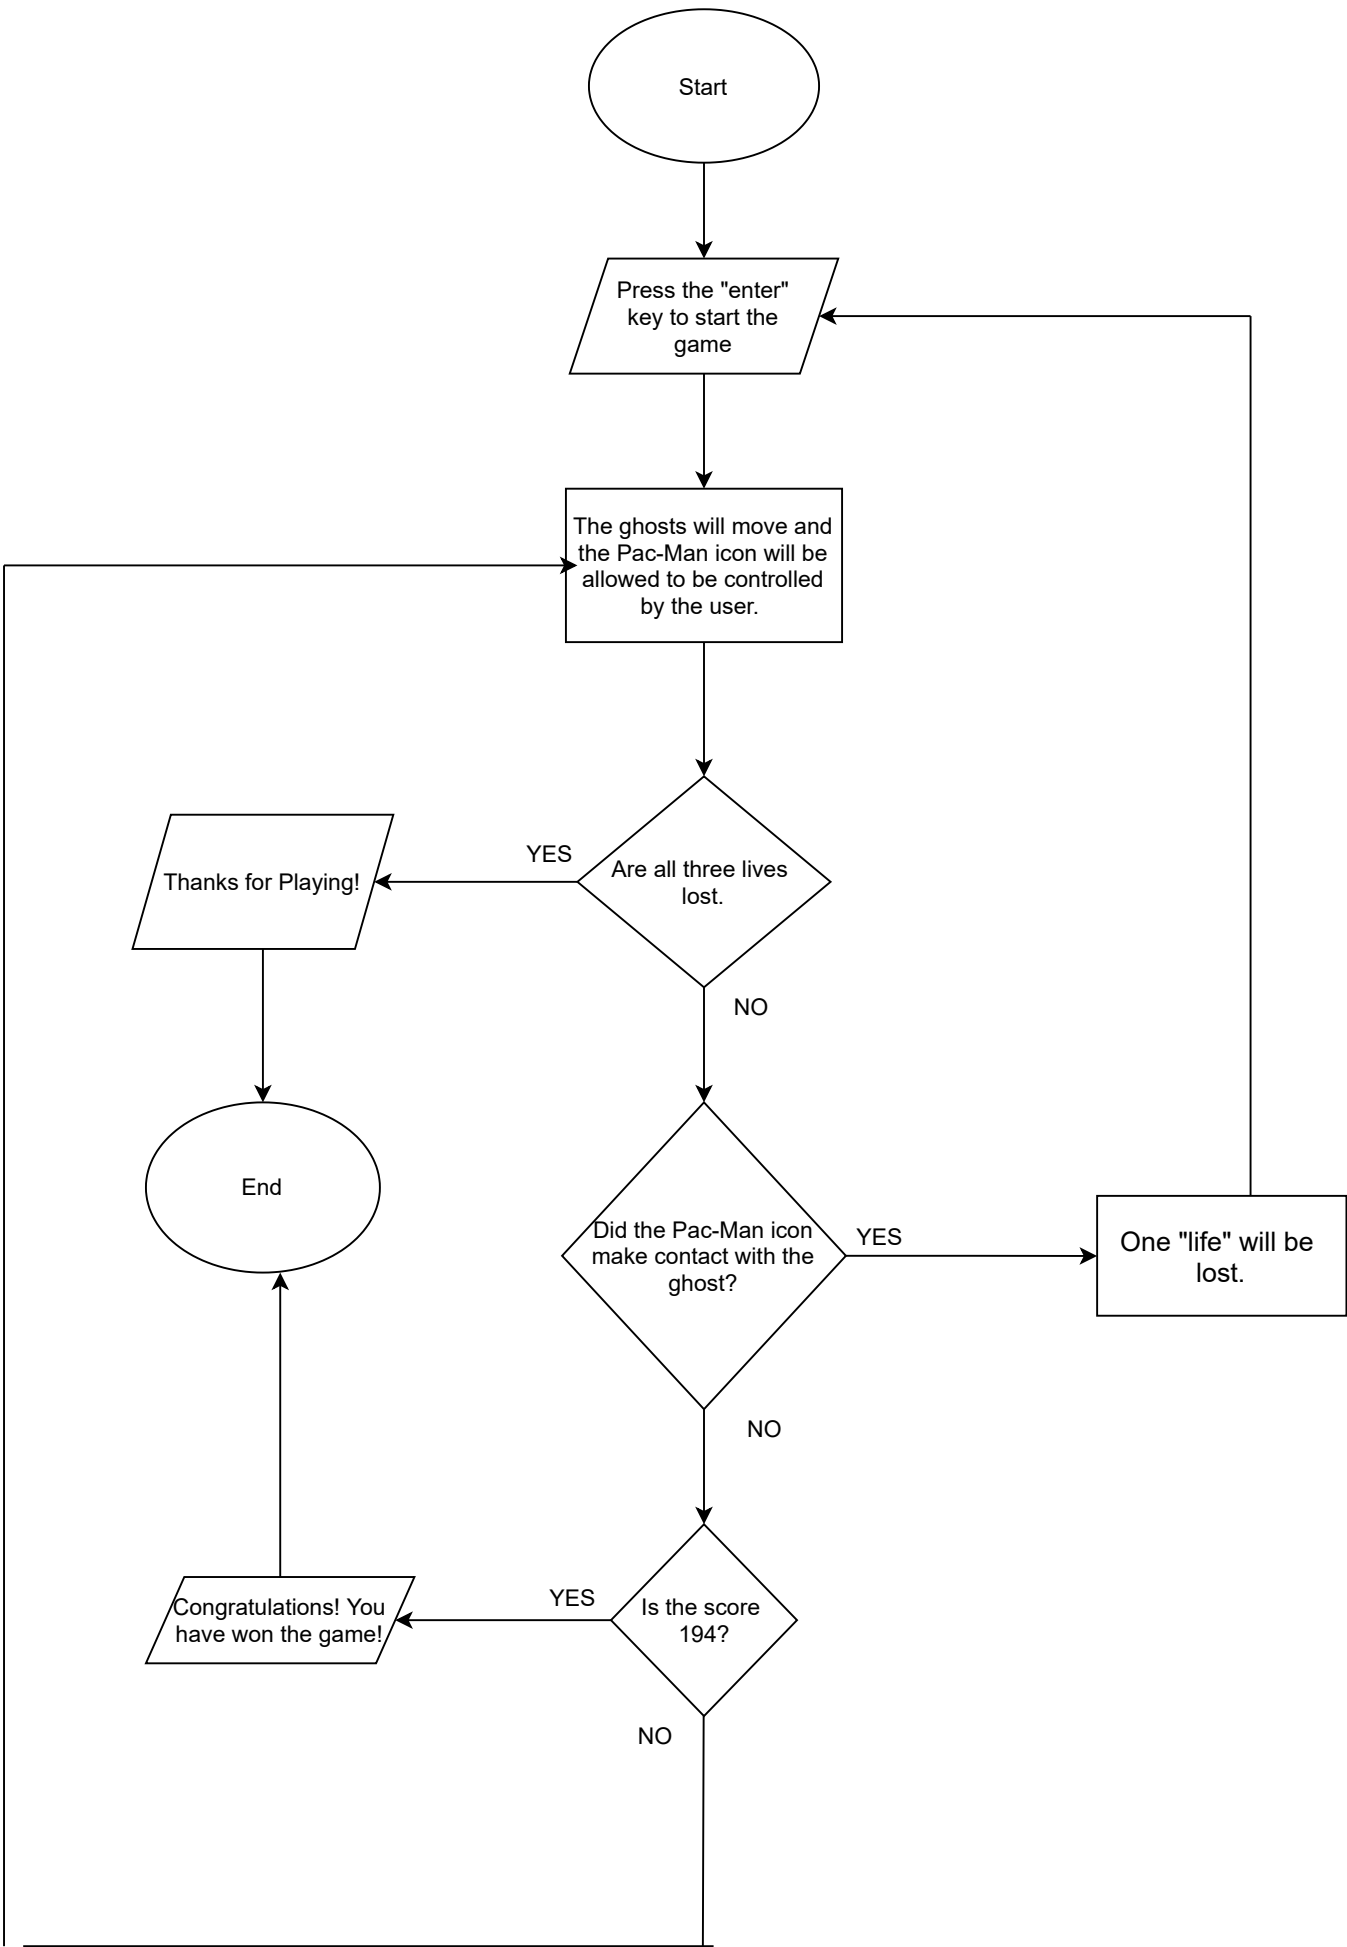 Start
Press the "enter"
key to start the
game
The ghosts will move and
the Pac-Man icon will be
allowed to be controlled
by the user.
YES
Are all three lives
lost.
Thanks for Playing!
NO
End
Did the Pac-Man icon
make contact with the
ghost?
YES
One "life" will be
lost.
NO
YES
Is the score
194?
Congratulations! You
have won the game!
NO